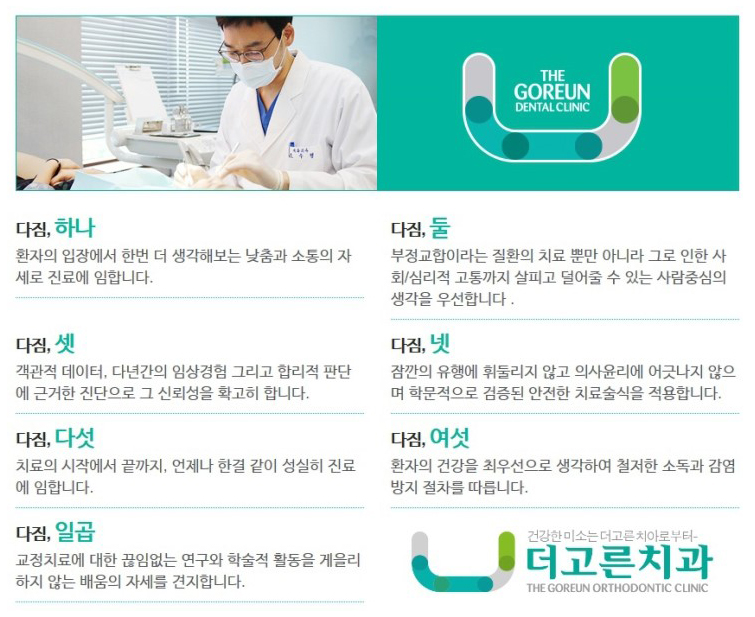 THE
GOREUN
DENTAL CLINIC
다짐, 하나
환자의 입장에서 한번 더 생각해보는 낮춤과 소통의 자
세로 진료에 임합니다.
다짐, 둘
부정교합이라는 질환의 치료 뿐만 아니라 그로 인한 사
회/심리적 고통까지 살피고 덜어줄 수 있는 사람중심의
생각을 우선합니다 .
다짐, 셋
객관적 데이터, 다년간의 임상경험 그리고 합리적 판단
에 근거한 진단으로 그 신뢰성을 확고히 합니다.
다짐, 넷
잠깐의 유행에 휘둘리지 않고 의사윤리에 어긋나지 않으
며 학문적으로 검증된 안전한 치료술식을 적용합니다.
다짐, 다섯
치료의 시작에서 끝까지, 언제나 한결 같이 성실히 진료
에 임합니다.
다짐, 여섯
환자의 건강을 최우선으로 생각하여 철저한 소독과 감염
방지 절차를 따릅니다.
다짐, 일곱
교정치료에 대한 끊임없는 연구와 학술적 활동을 게을리
하지 않는 배움의 자세를 견지합니다.
건강한 미소는 더고른 치아로부터-
더고른치과
THE GOREUN ORTHODONTIC CLINIC